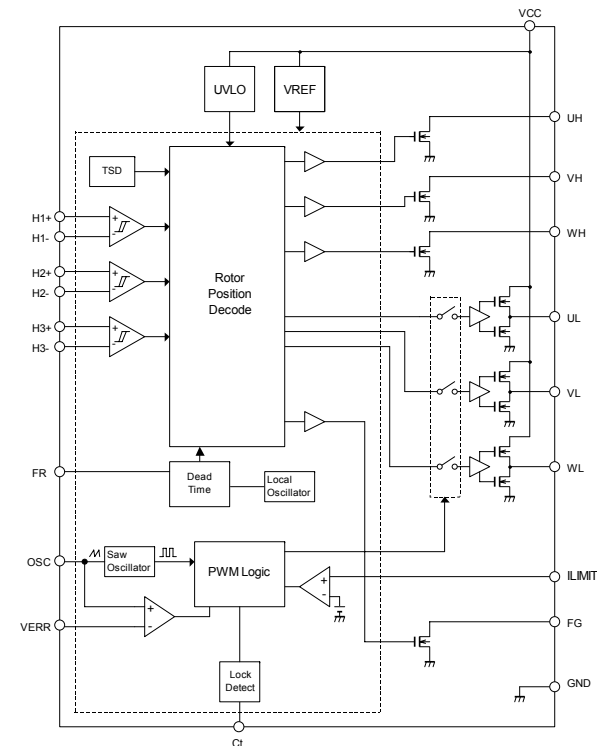 VCC
UVLO
VREF
UH
TSD
VH
H1+
H1-
WH
H2+
H2-
Rotor
Position
Decode
H3+
H3-
UL
VL
FR
Dead
Time
Local
Oscillator
WL
OSC
Saw
Oscillator
PWM Logic
ILIMIT
VERR
FG
Lock
Detect
GND
Ct
+
-
+
-
+
-
+
-
+
-